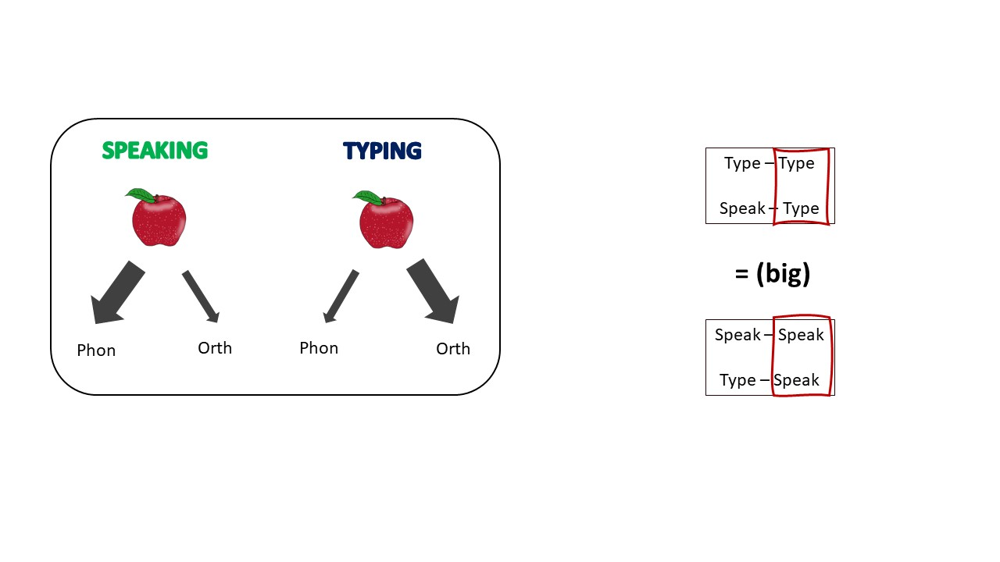 SPEAKING
TYPING
Phon
Orth
Phon
Orth
Type – Type
Speak – Type
= (big)
Speak – Speak
Type – Speak